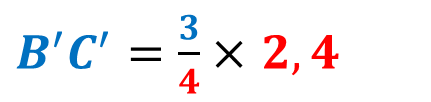 B′C′ = 3/4 × 2,4